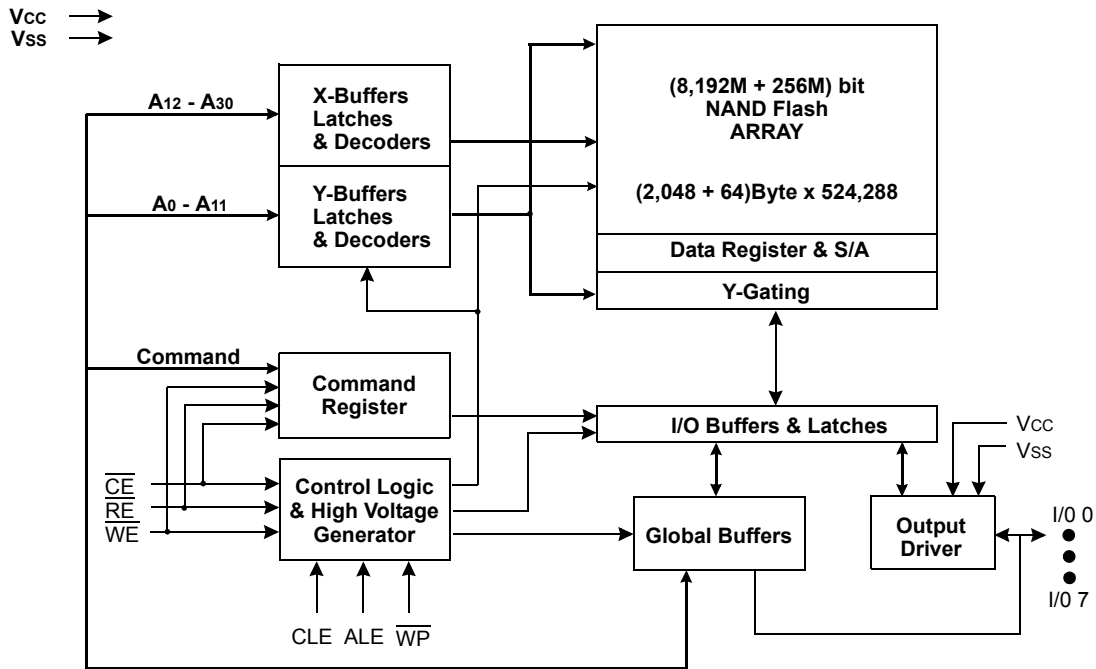 VCC
VSS
A12 - A30
X-Buffers
Latches
& Decoders
A0 - A11
Y-Buffers
Latches
& Decoders
(8,192M + 256M) bit
NAND Flash
ARRAY
(2,048 + 64)Byte x 524,288
Data Register & S/A
Y-Gating
Command
Command
Register
I/O Buffers & Latches
VCC
VSS
CE
RE
WE
Control Logic
& High Voltage
Generator
Global Buffers
Output
Driver
I/0 0
I/0 7
CLE ALE WP